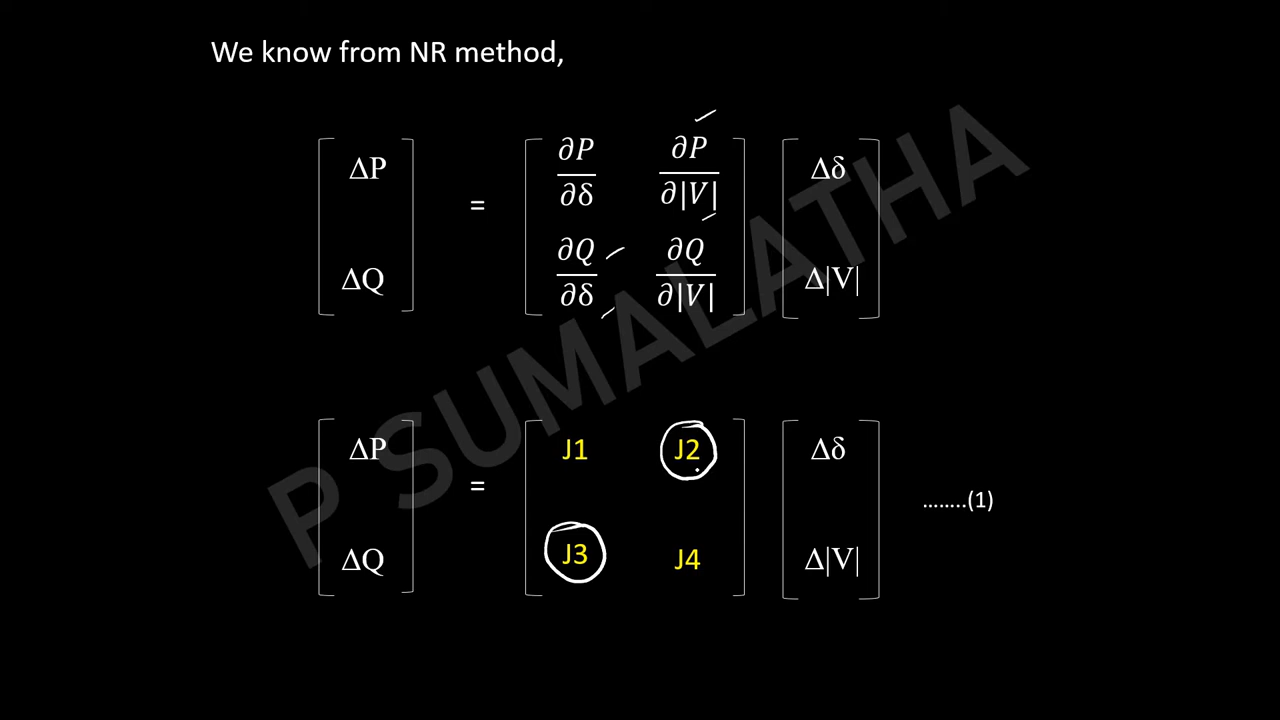 We know from NR method,
ΔP = ∂P/∂δ ∂P/∂|V| Δδ
ΔQ ∂Q/∂δ ∂Q/∂|V| Δ|V|
ΔP = J1 J2 Δδ
ΔQ J3 J4 Δ|V| ........(1)
P SUMALATHA